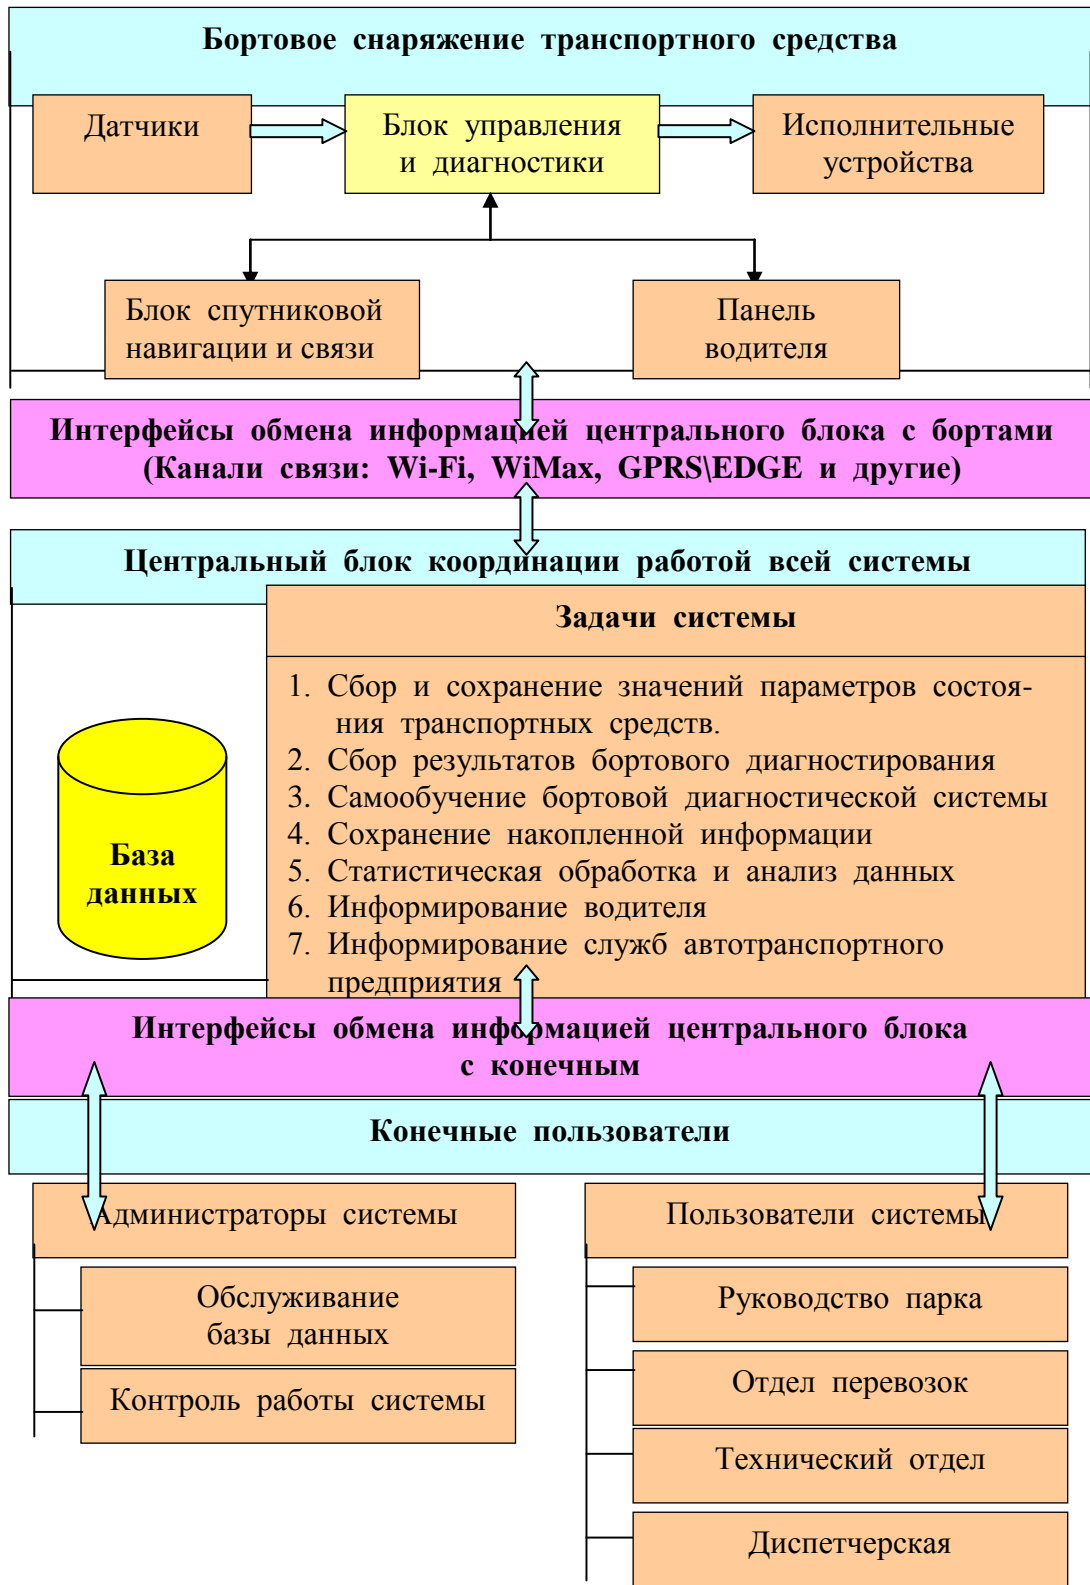 Бортовое снаряжение транспортного средства
Датчики
Блок управления
и диагностики
Исполнительные
устройства
Блок спутниковой
навигации и связи
Панель
водителя
Интерфейсы обмена информацией центрального блока с бортами
(Канали связи: Wi-Fi, WiMax, GPRS\EDGE и другие)
Центральный блок координации работой всей системы
Задачи системы
База
данных
1. Сбор и сохранение значений параметров состоя-
ния транспортных средств.
2. Сбор результатов бортового диагностирования
3. Самообучение бортовой диагностической системы
4. Сохранение накопленной информации
5. Статистическая обработка и анализ данных
6. Информирование водителя
7. Информирование служб автотранспортного
предприятия
Интерфейсы обмена информацией центрального блока
с конечным
Конечные пользователи
Администраторы системы
Обслуживание
базы данных
Контроль работы системы
Пользователи системы
Руководство парка
Отдел перевозок
Технический отдел
Диспетчерская